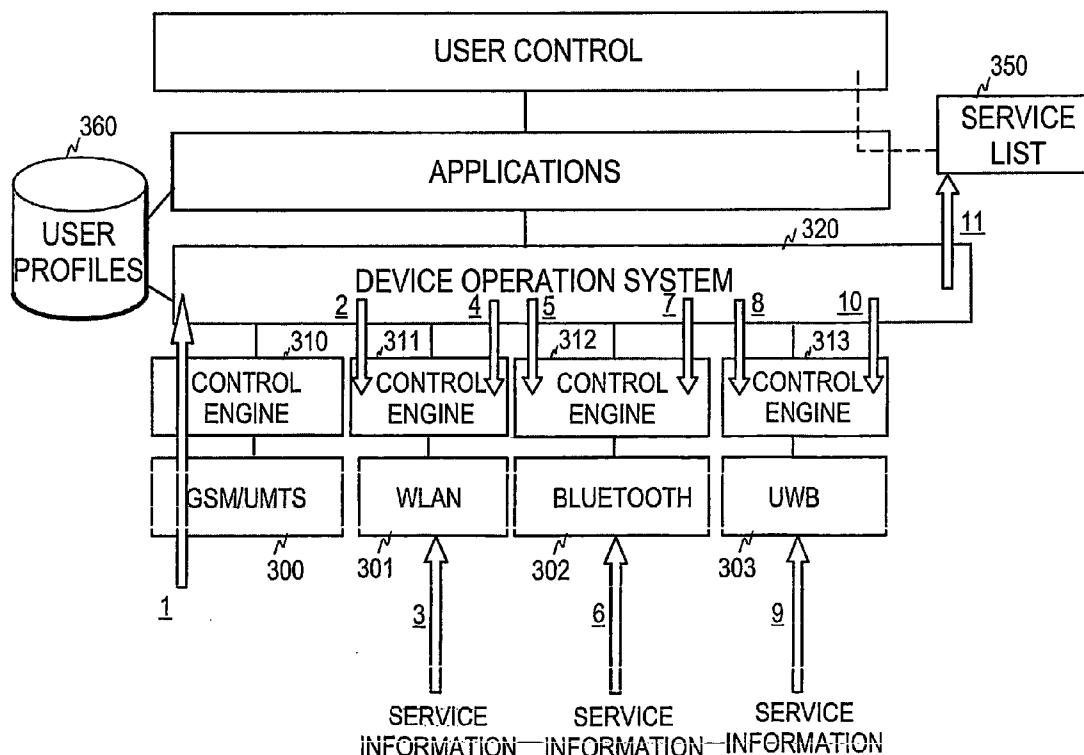 USER CONTROL
350
SERVICE
LIST
360
APPLICATIONS
USER
PROFILES
320
11
DEVICE OPERATION SYSTEM
2
4
5
7
8
10
310
311
312
313
CONTROL
ENGINE
CONTROL
ENGINE
CONTROL
ENGINE
CONTROL
ENGINE
GSM/UMTS
WLAN
BLUETOOTH
UWB
300
301
302
303
1
3
6
9
SERVICE
INFORMATION
SERVICE
INFORMATION
SERVICE
INFORMATION